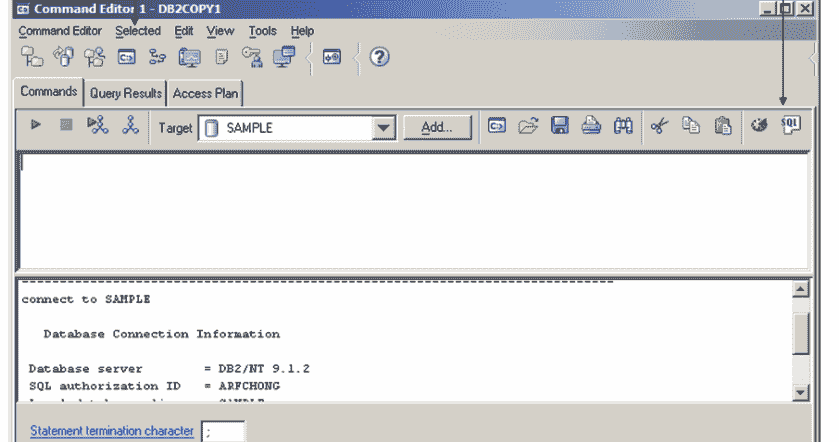 Command Editor 1 - DB2COPY1
Command Editor Selected Edit View Tools Help
Commands Query Results Access Plan
Target SAMPLE Add... SQL
connect to SAMPLE
Database Connection Information
Database server = DB2/NT 9.1.2
SQL authorization ID = ARFCHONG
Statement termination character ;